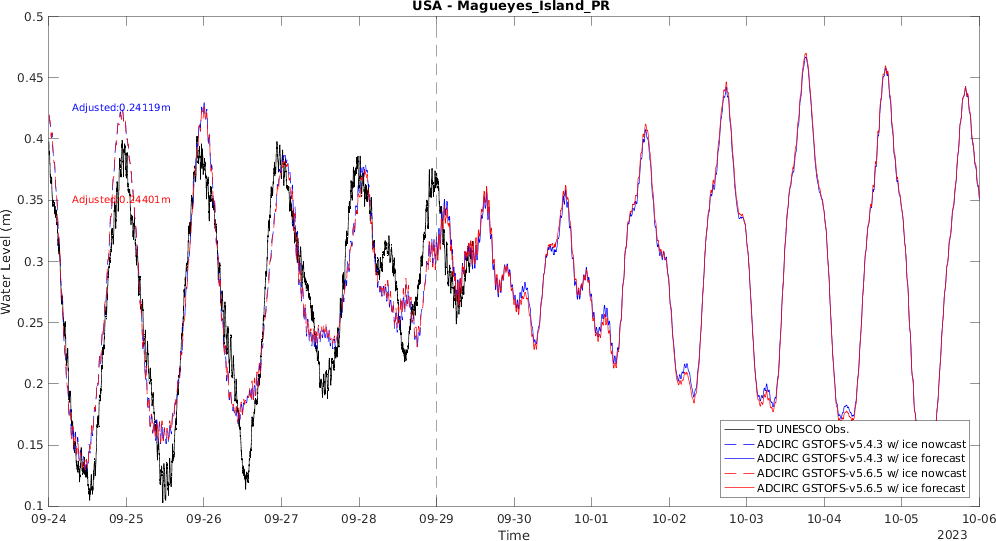 USA - Magueyes_Island_PR
0.5
0.45
0.4
0.35
0.3
0.25
0.2
0.15
0.1
Water Level (m)
Adjusted:0.24119m
Adjusted:0.24401m
TD UNESCO Obs.
ADCIRC GSTOFS-v5.4.3 w/ ice nowcast
ADCIRC GSTOFS-v5.4.3 w/ ice forecast
ADCIRC GSTOFS-v5.6.5 w/ ice nowcast
ADCIRC GSTOFS-v5.6.5 w/ ice forecast
09-24 09-25 09-26 09-27 09-28 09-29 09-30 10-01 10-02 10-03 10-04 10-05 10-06
Time
2023